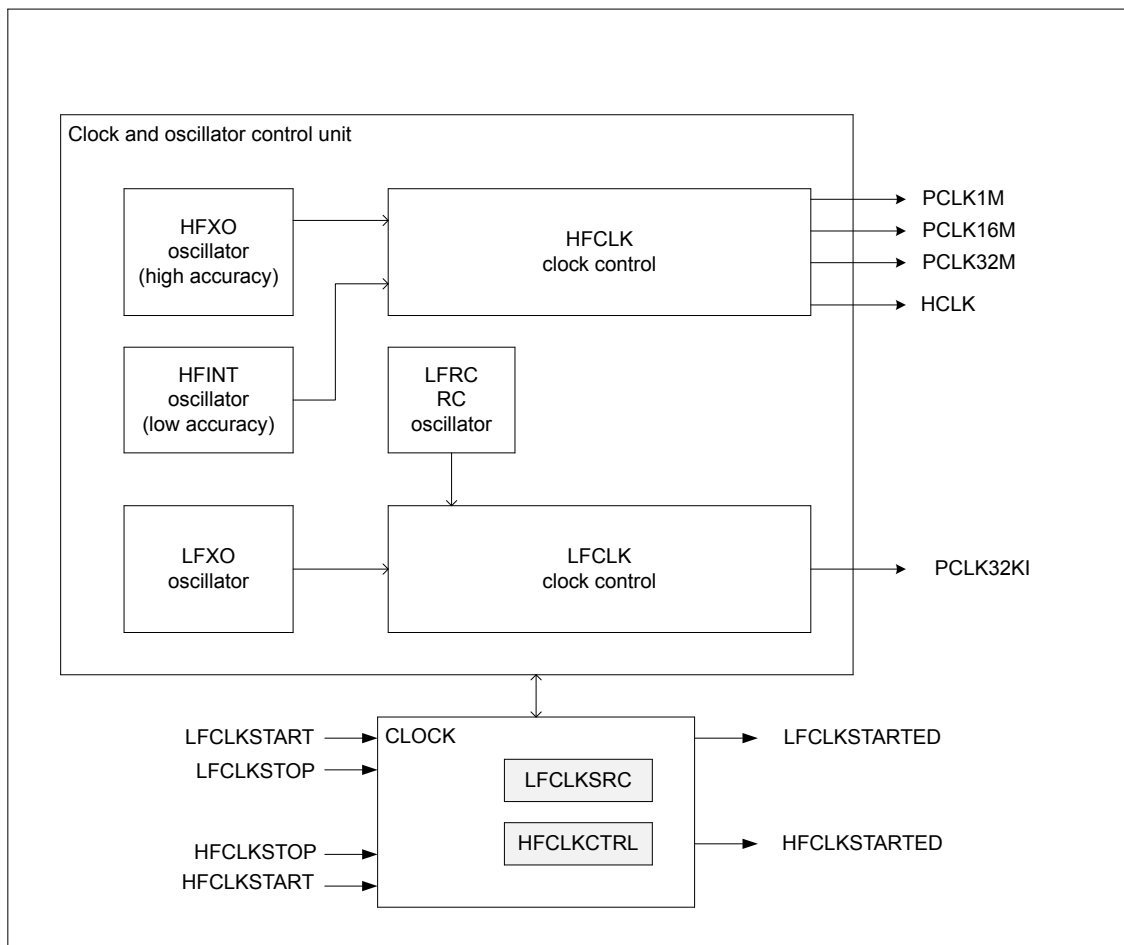 Clock and oscillator control unit
HFXO
oscillator
(high accuracy)
HFCLK
clock control
PCLK1M
PCLK16M
PCLK32M
HCLK
HFINT
oscillator
(low accuracy)
LFRC
RC
oscillator
LFXO
oscillator
LFCLK
clock control
PCLK32KI
LFCLKSTART
LFCLKSTOP
HFCLKSTOP
HFCLKSTART
CLOCK
LFCLKSRC
HFCLKCTRL
LFCLKSTARTED
HFCLKSTARTED